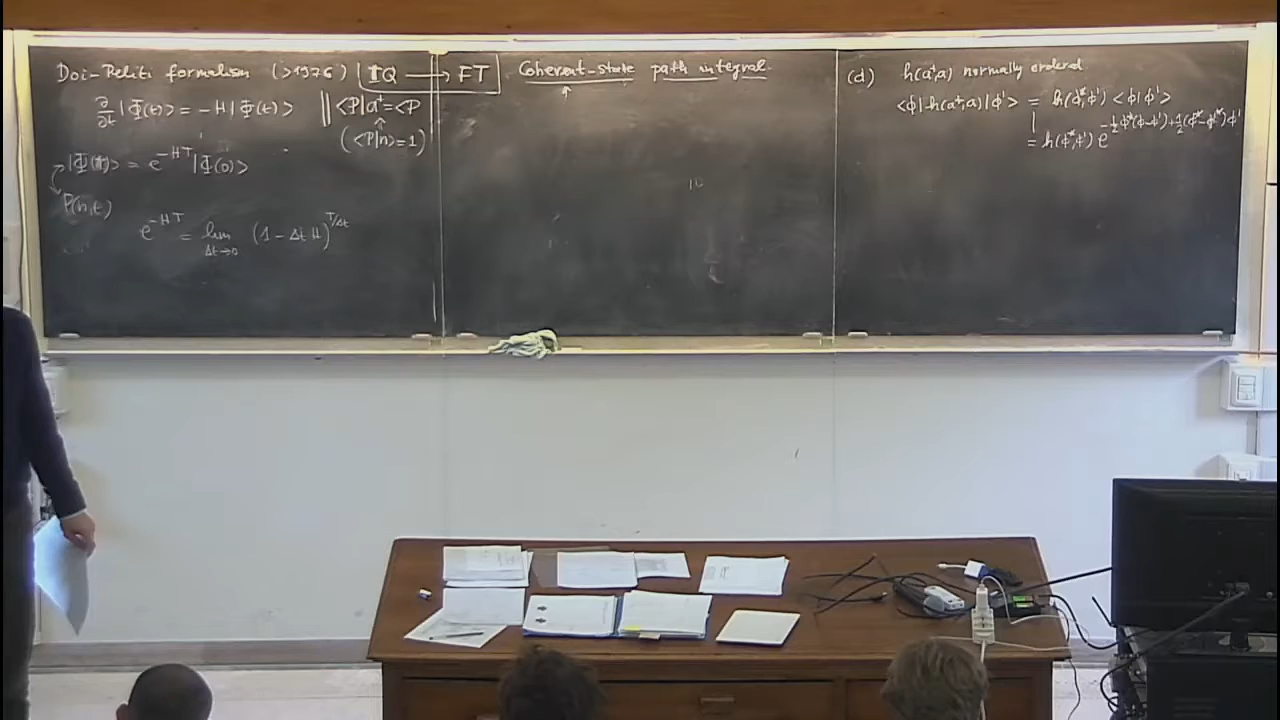 Doi-Peliti formalism (>1976) IQ → FT
∂/∂t |Φ(t)> = -H|Φ(t)> || <P|a⁺=<P
(<P|n>=1)
|Φ(t)> = e^{-HT} |Φ(0)>
P(n,t)
e^{-HT} = lim_{Δt→0} (1-Δt H)^{T/Δt}
Coherent-state path integral
(d) h(a⁺,a) normally ordered
<φ|h(a⁺,a)|φ'> = h(φ*,φ') <φ|φ'>
= h(φ*,φ') e^{-½φ*(φ-φ')+½(φ*-φ'*)φ'}